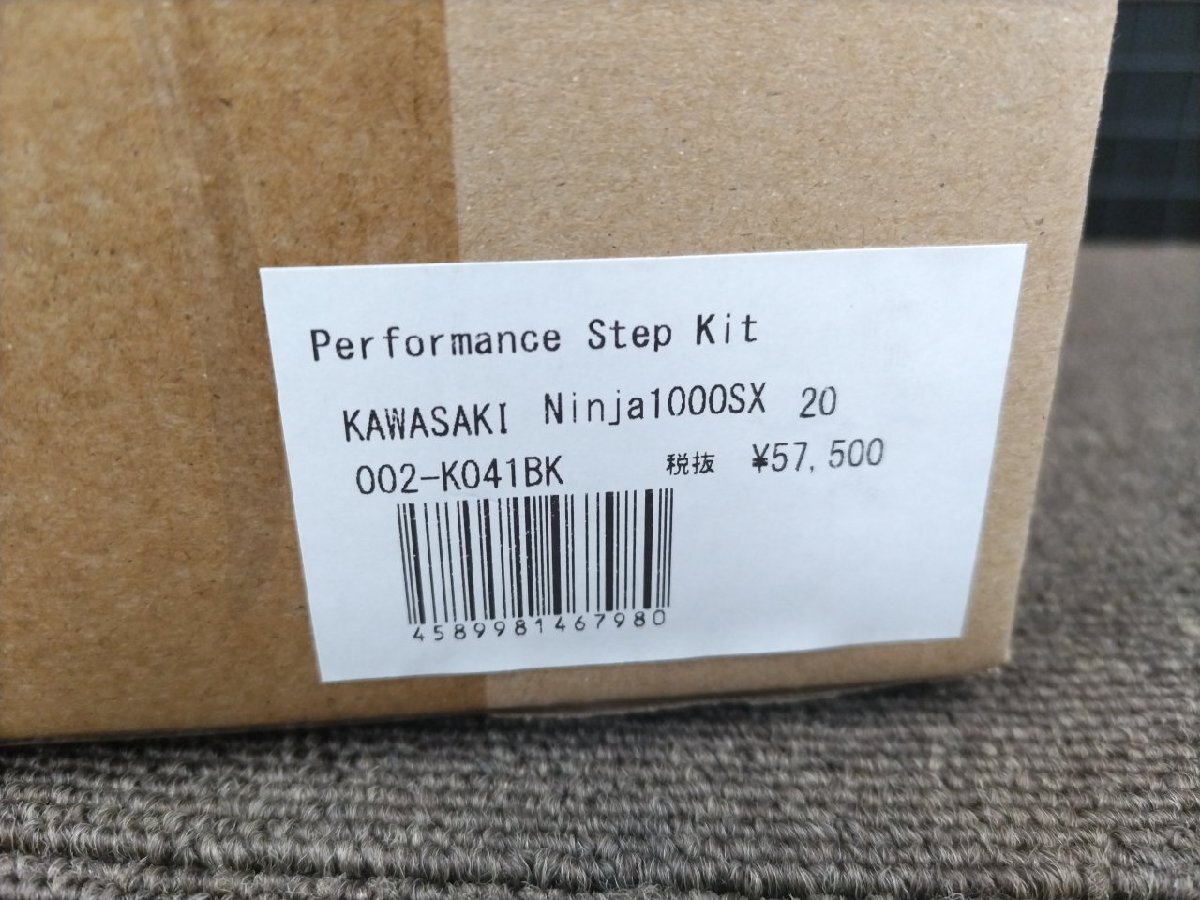 Performance Step Kit
KAWASAKI Ninja1000SX 20
002-K041BK 税抜 ¥57,500
4589981467980